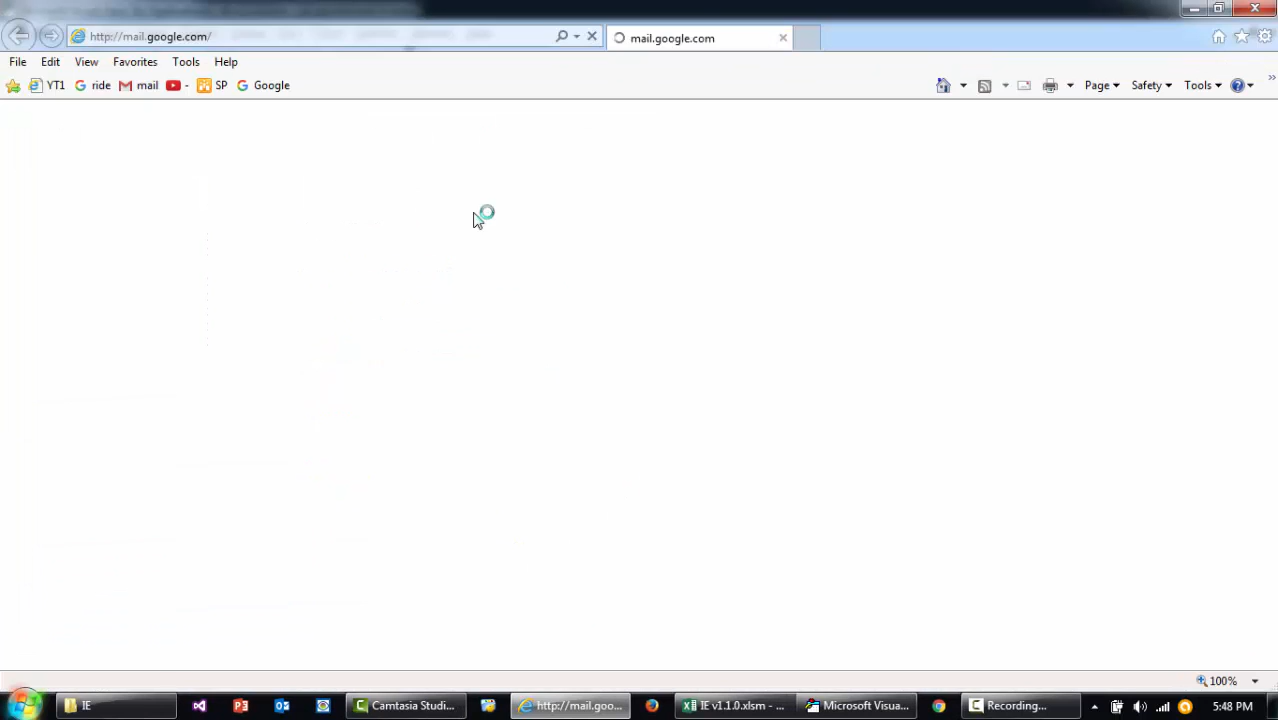 http://mail.google.com/
mail.google.com
File Edit View Favorites Tools Help
YT1 ride mail - SP Google
Page Safety Tools
100%
IE Camtasia Studi... http://mail.goo... IE v1.1.0.xlsm - ... Microsoft Visua... Recording... 5:48 PM